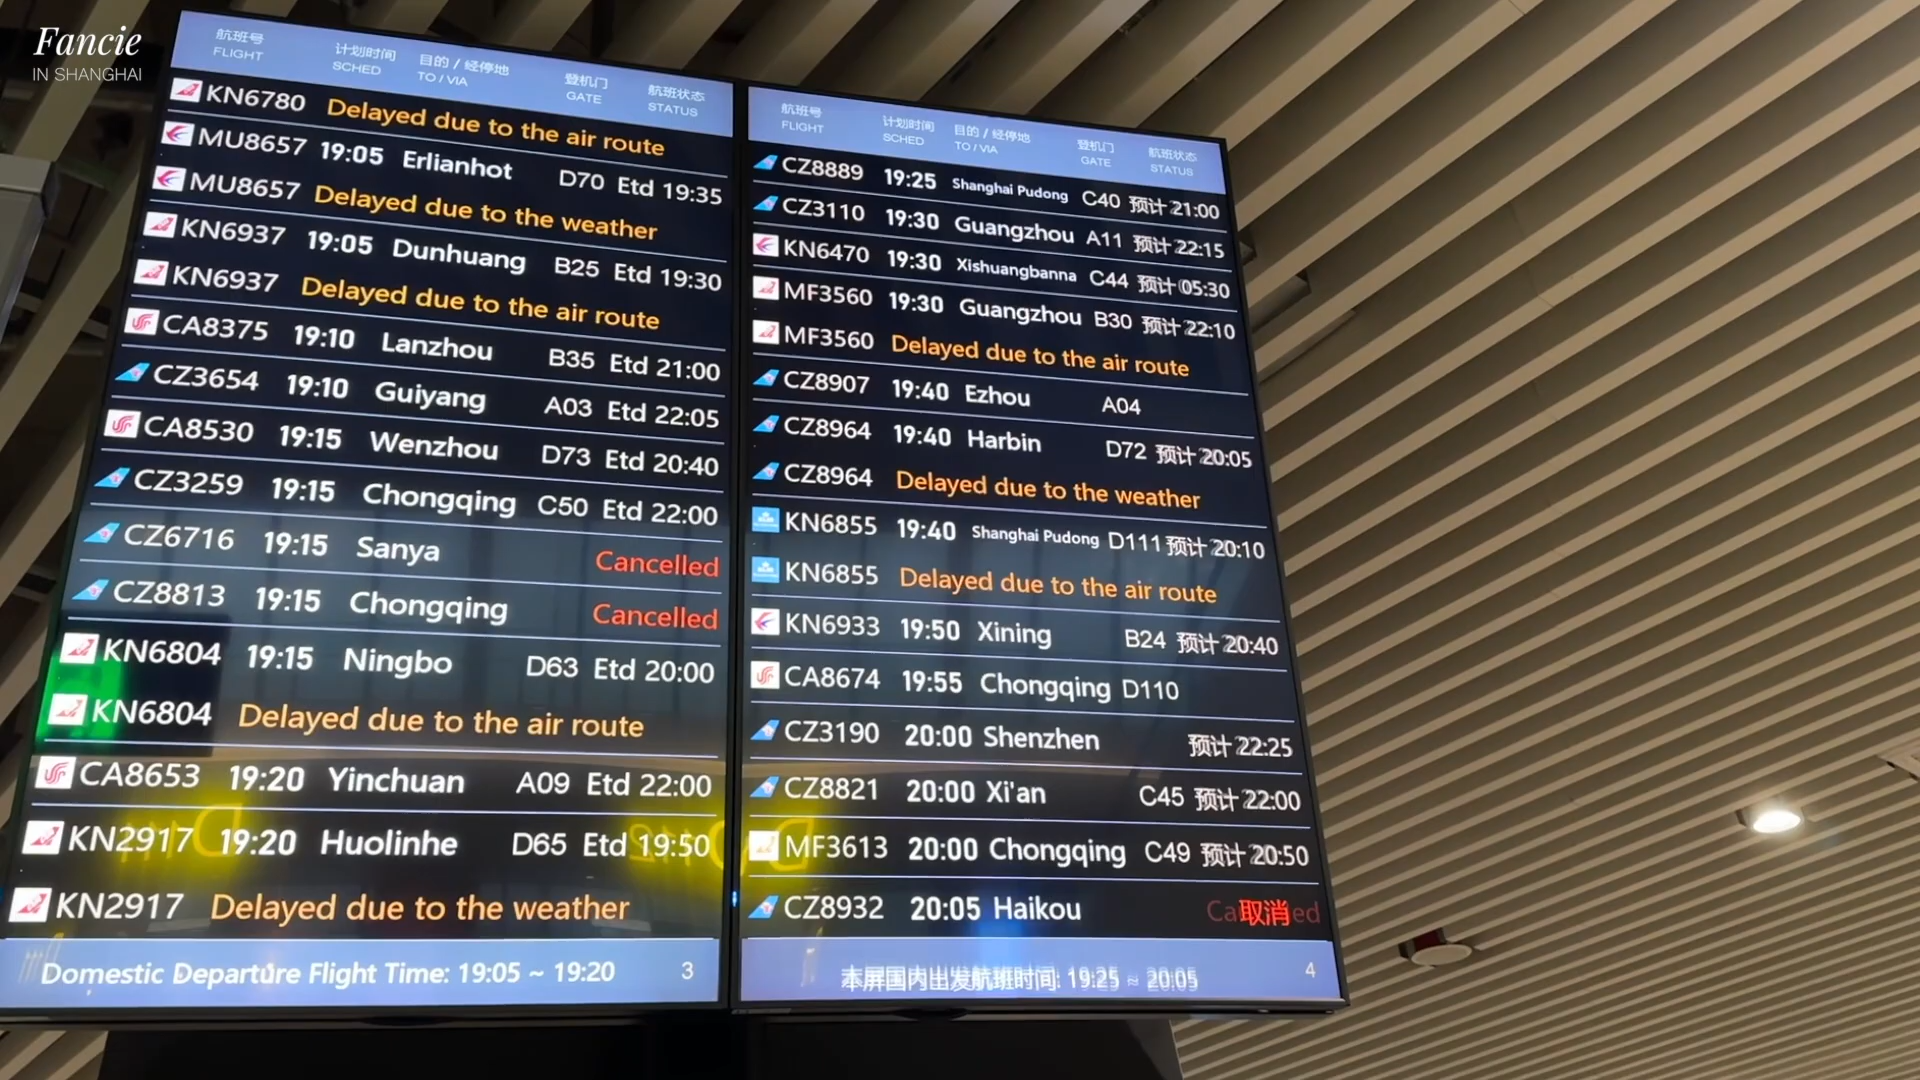 Fancie
IN SHANGHAI
航班号 计划时间 目的 / 经停地 登机门 航班状态
FLIGHT SCHED TO / VIA GATE STATUS
KN6780 Delayed due to the air route
MU8657 19:05 Erlianhot D70 Etd 19:35
MU8657 Delayed due to the weather
KN6937 19:05 Dunhuang B25 Etd 19:30
KN6937 Delayed due to the air route
CA8375 19:10 Lanzhou B35 Etd 21:00
CZ3654 19:10 Guiyang A03 Etd 22:05
CA8530 19:15 Wenzhou D73 Etd 20:40
CZ3259 19:15 Chongqing C50 Etd 22:00
CZ6716 19:15 Sanya Cancelled
CZ8813 19:15 Chongqing Cancelled
KN6804 19:15 Ningbo D63 Etd 20:00
KN6804 Delayed due to the air route
CA8653 19:20 Yinchuan A09 Etd 22:00
KN2917 19:20 Huolinhe D65 Etd 19:50
KN2917 Delayed due to the weather
Domestic Departure Flight Time: 19:05 ~ 19:20 3
航班号 计划时间 目的 / 经停地 登机门 航班状态
FLIGHT SCHED TO / VIA GATE STATUS
CZ8889 19:25 Shanghai Pudong C40 预计 21:00
CZ3110 19:30 Guangzhou A11 预计 22:15
KN6470 19:30 Xishuangbanna C44 预计 05:30
MF3560 19:30 Guangzhou B30 预计 22:10
MF3560 Delayed due to the air route
CZ8907 19:40 Ezhou A04
CZ8964 19:40 Harbin D72 预计 20:05
CZ8964 Delayed due to the weather
KN6855 19:40 Shanghai Pudong D111 预计 20:10
KN6855 Delayed due to the air route
KN6933 19:50 Xining B24 预计 20:40
CA8674 19:55 Chongqing D110
CZ3190 20:00 Shenzhen 预计 22:25
CZ8821 20:00 Xi'an C45 预计 22:00
MF3613 20:00 Chongqing C49 预计 20:50
CZ8932 20:05 Haikou 取消
本屏国内出发航班时间: 19:25 ~ 20:05 4